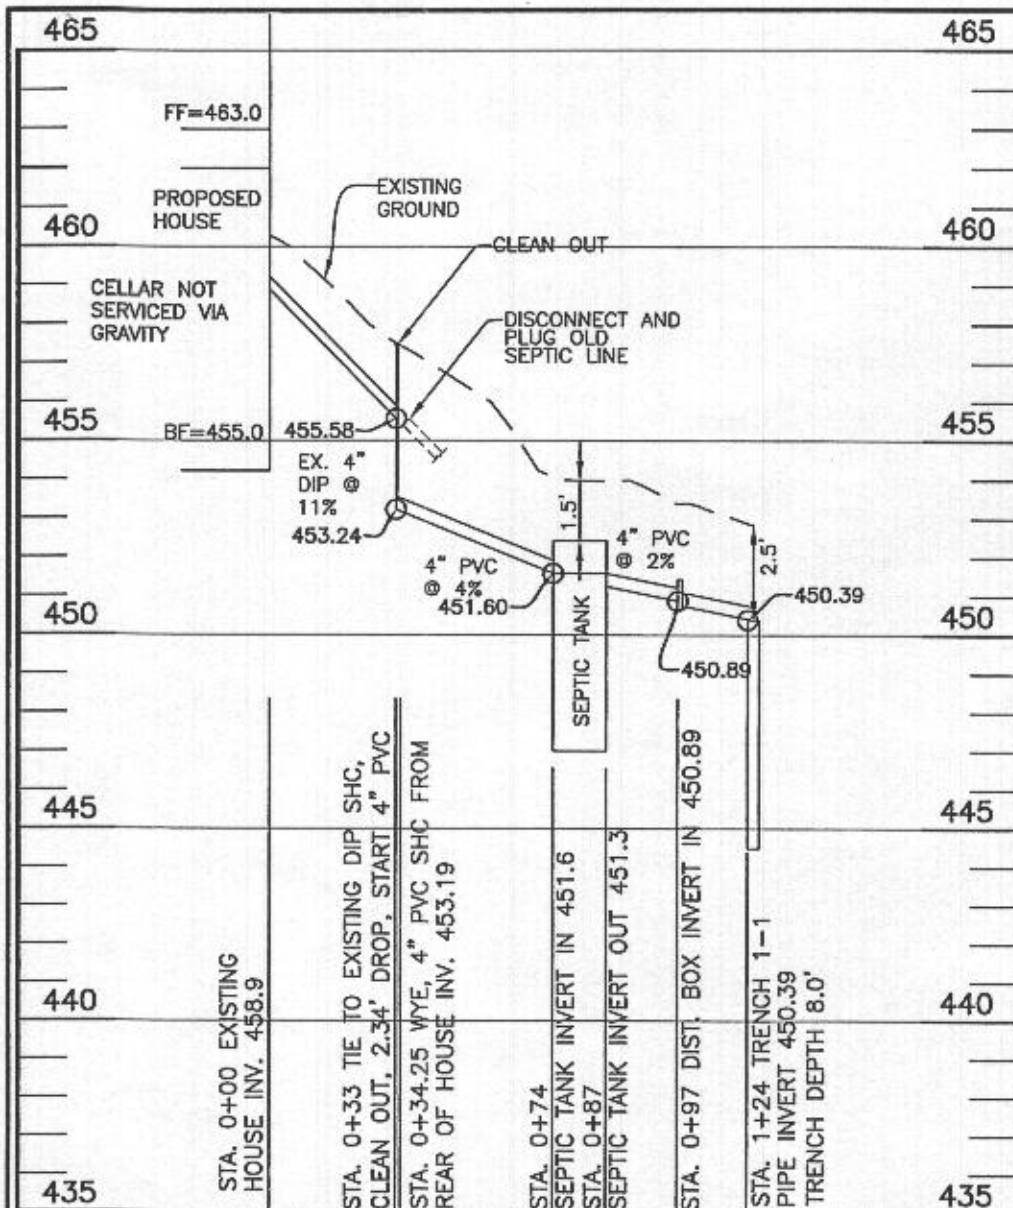 465
465
FF=463.0
PROPOSED
HOUSE
EXISTING
GROUND
460
CLEAN OUT
460
CELLAR NOT
SERVICED VIA
GRAVITY
DISCONNECT AND
PLUG OLD
SEPTIC LINE
455
BF=455.0
455.58
455
EX. 4"
DIP @
11%
453.24
1.5'
4" PVC
@ 2%
2.5'
4" PVC
@ 4%
451.60
450.39
450
450
450.89
SEPTIC TANK
445
445
440
440
435
435
STA. 0+00 EXISTING
HOUSE INV. 458.9
STA. 0+33 TIE TO EXISTING DIP SHC,
CLEAN OUT, 2.34' DROP, START 4" PVC
STA. 0+34.25 WYE, 4" PVC SHC FROM
REAR OF HOUSE INV. 453.19
STA. 0+74
SEPTIC TANK INVERT IN 451.6
STA. 0+87
SEPTIC TANK INVERT OUT 451.3
STA. 0+97 DIST. BOX INVERT IN 450.89
STA. 1+24 TRENCH 1-1
PIPE INVERT 450.39
TRENCH DEPTH 8.0'